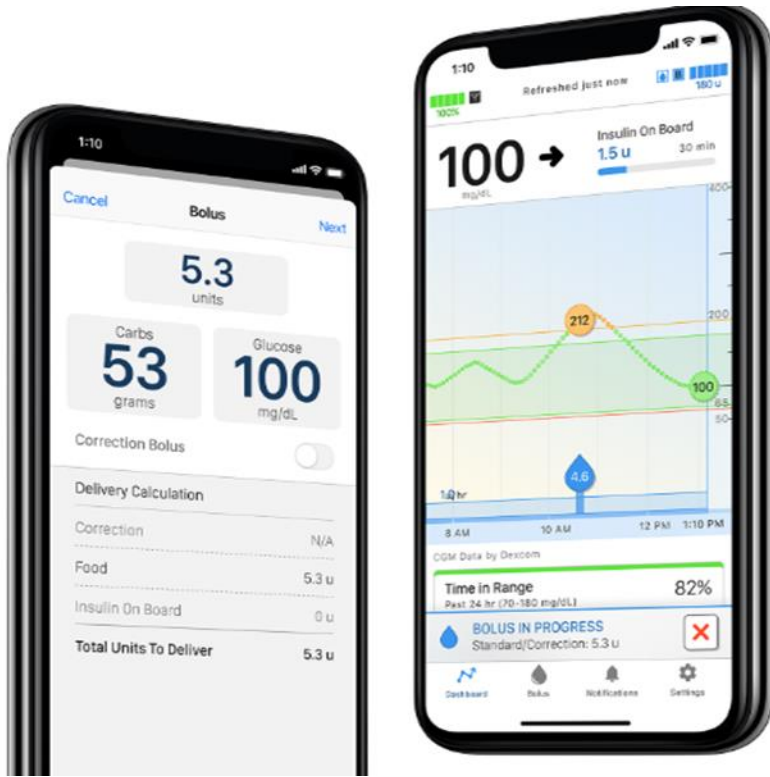 1:10
Cancel
Bolus
Next
5.3
units
Carbs
53
grams
Glucose
100
mg/dL
Correction Bolus
Delivery Calculation
Correction N/A
Food 5.3 u
Insulin On Board 0 u
Total Units To Deliver 5.3 u
1:10
100%
Refreshed just now
180 u
100
mg/dL
Insulin On Board
1.5 u 30 min
400
212
200
100
50
4.6
8 AM 10 AM 12 PM 1:10 PM
CGM Data by Dexcom
Time in Range 82%
Past 24 hr (70-180 mg/dL)
BOLUS IN PROGRESS
Standard/Correction: 5.3 u
Dashboard Bolus Notifications Settings